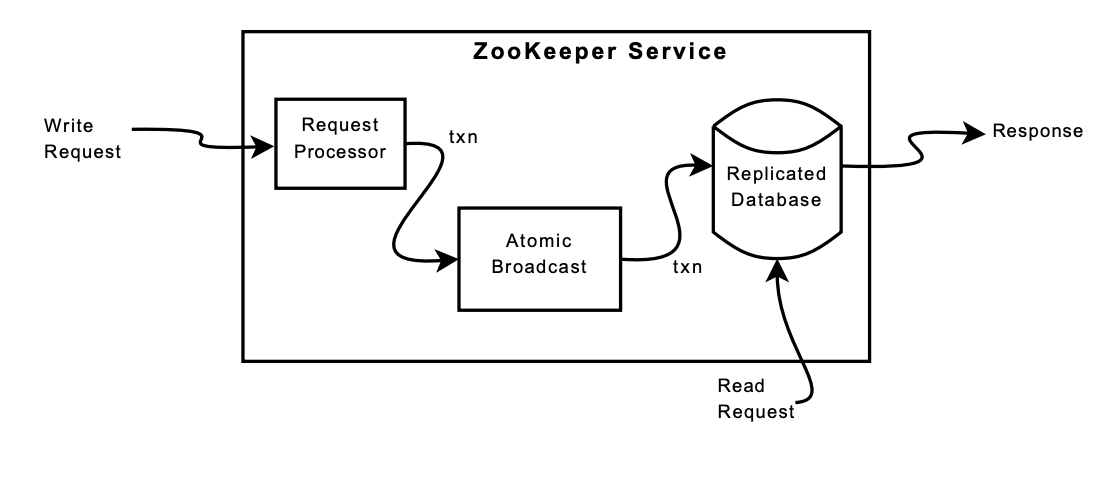 ZooKeeper Service
Write
Request
Request
Processor
txn
Atomic
Broadcast
txn
Replicated
Database
Response
Read
Request